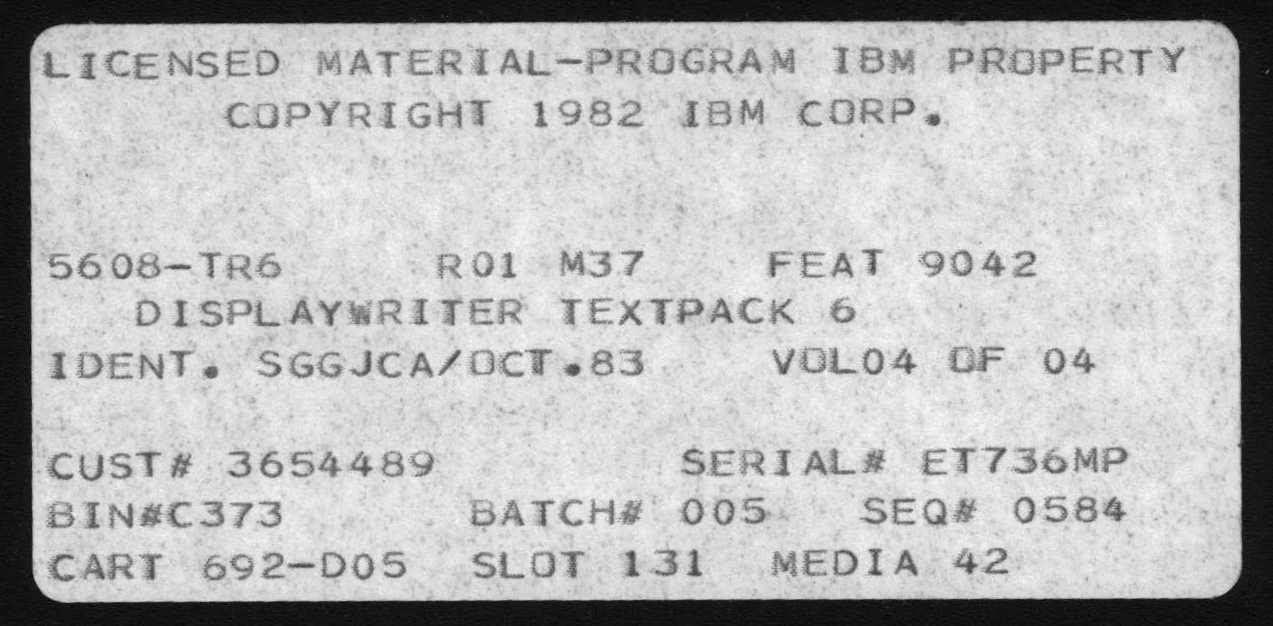 LICENSED MATERIAL-PROGRAM IBM PROPERTY
COPYRIGHT 1982 IBM CORP.
5608-TR6 R01 M37 FEAT 9042
DISPLAYWRITER TEXTPACK 6
IDENT. SGGJCA/OCT.83 VOL04 OF 04
CUST# 3654489 SERIAL# ET736MP
BIN#C373 BATCH# 005 SEQ# 0584
CART 692-D05 SLOT 131 MEDIA 42